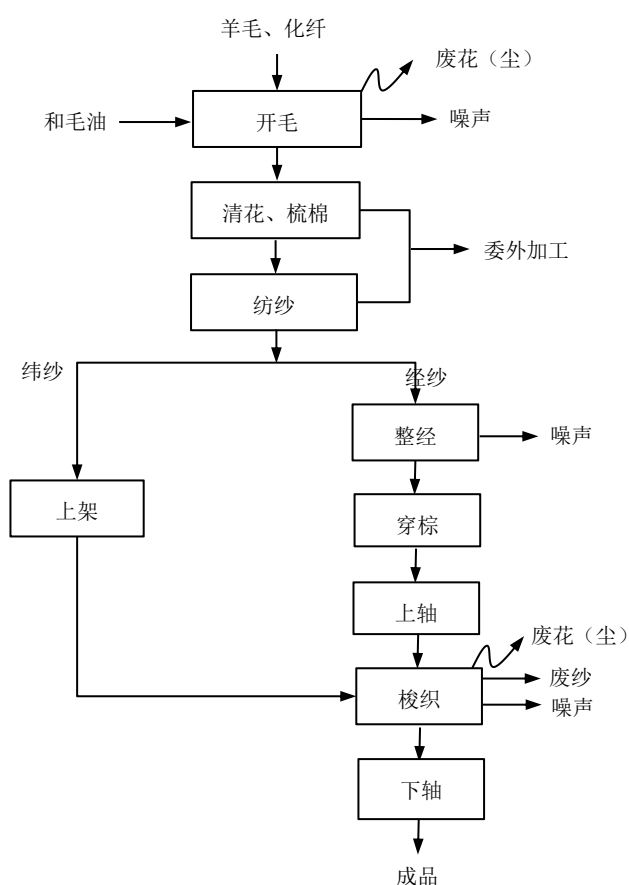 羊毛、化纤
废花（尘）
和毛油
开毛
噪声
清花、梳棉
委外加工
纺纱
纬纱
经纱
整经
噪声
上架
穿棕
上轴
废花（尘）
梭织
废纱
噪声
下轴
成品